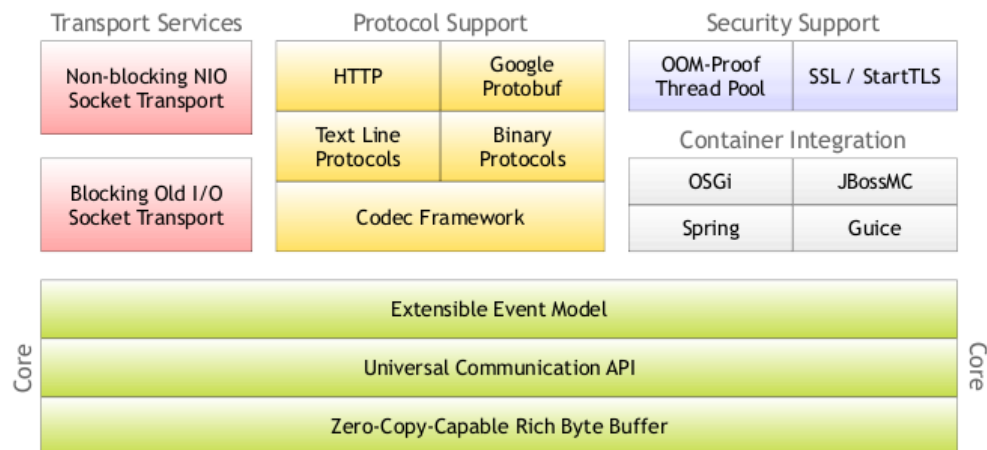 Transport Services
Non-blocking NIO
Socket Transport
Blocking Old I/O
Socket Transport
Protocol Support
HTTP
Google
Protobuf
Text Line
Protocols
Binary
Protocols
Codec Framework
Security Support
OOM-Proof
Thread Pool
SSL / StartTLS
Container Integration
OSGi
JBossMC
Spring
Guice
Core
Extensible Event Model
Universal Communication API
Zero-Copy-Capable Rich Byte Buffer
Core